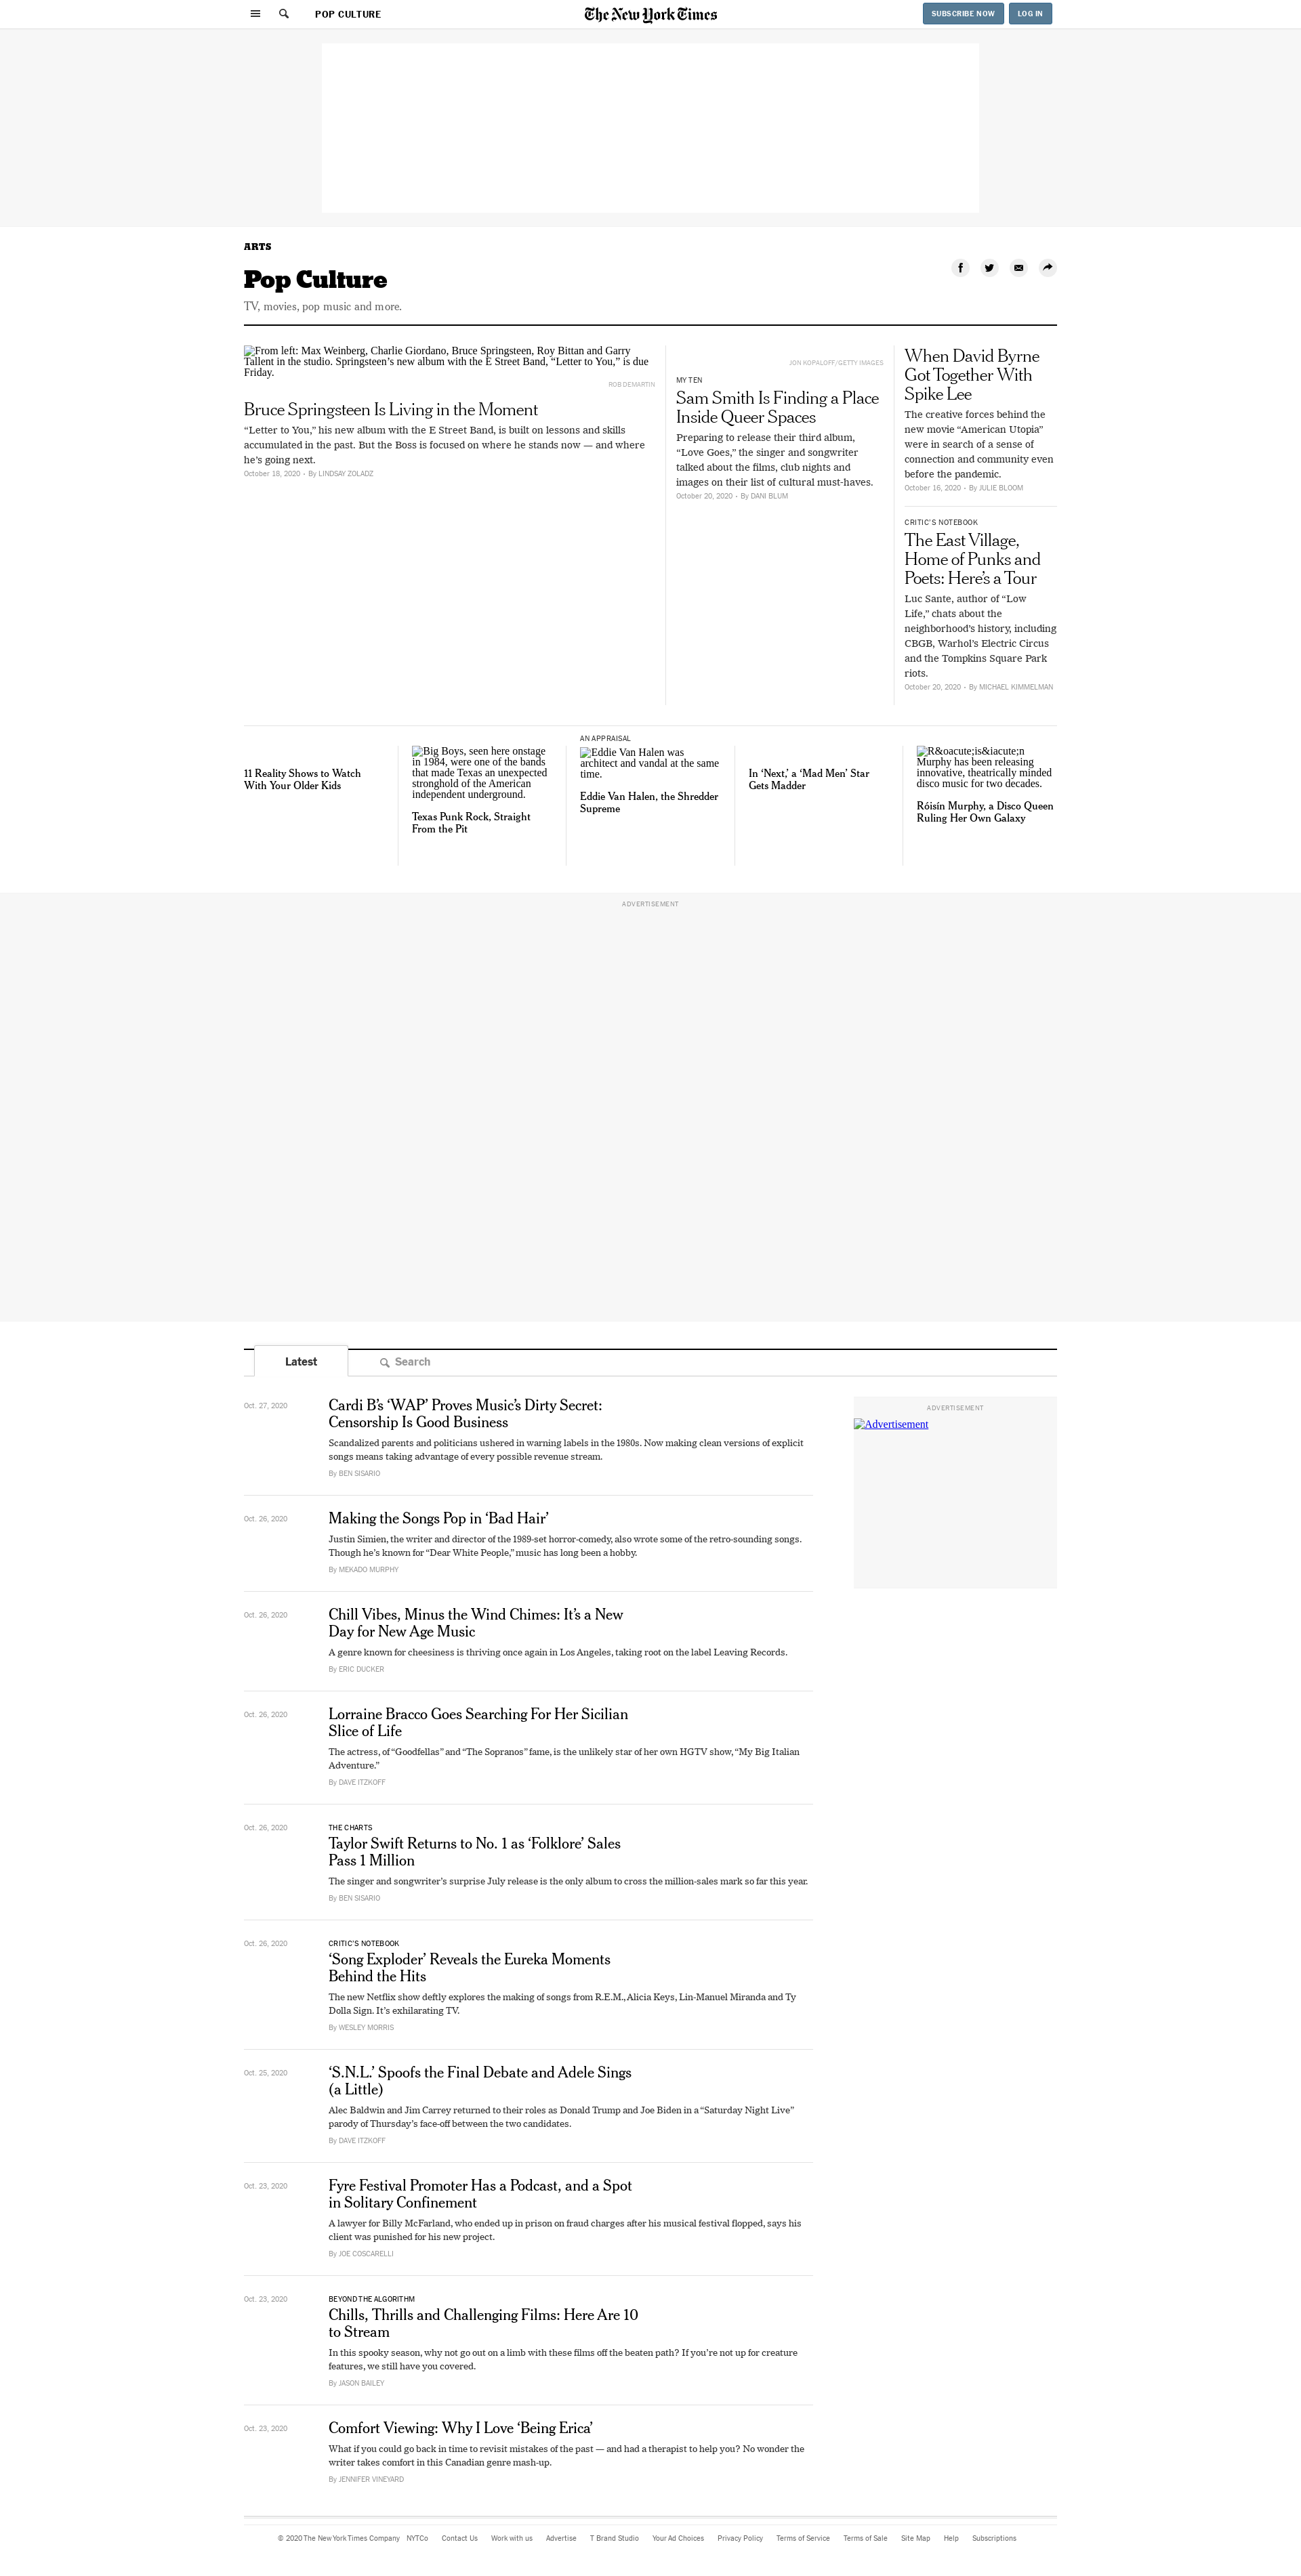 POP CULTURE
The New York Times
SUBSCRIBE NOW
LOG IN
ARTS
Pop Culture
TV, movies, pop music and more.
From left: Max Weinberg, Charlie Giordano, Bruce Springsteen, Roy Bittan and Garry
Tallent in the studio. Springsteen’s new album with the E Street Band, “Letter to You,” is due
Friday.
ROB DEMARTIN
Bruce Springsteen Is Living in the Moment
“Letter to You,” his new album with the E Street Band, is built on lessons and skills
accumulated in the past. But the Boss is focused on where he stands now — and where
he’s going next.
October 18, 2020 - By LINDSAY ZOLADZ
JON KOPALOFF/GETTY IMAGES
MY TEN
Sam Smith Is Finding a Place
Inside Queer Spaces
Preparing to release their third album,
“Love Goes,” the singer and songwriter
talked about the films, club nights and
images on their list of cultural must-haves.
October 20, 2020 - By DANI BLUM
When David Byrne
Got Together With
Spike Lee
The creative forces behind the
new movie “American Utopia”
were in search of a sense of
connection and community even
before the pandemic.
October 16, 2020 - By JULIE BLOOM
CRITIC’S NOTEBOOK
The East Village,
Home of Punks and
Poets: Here’s a Tour
Luc Sante, author of “Low
Life,” chats about the
neighborhood’s history, including
CBGB, Warhol’s Electric Circus
and the Tompkins Square Park
riots.
October 20, 2020 - By MICHAEL KIMMELMAN
11 Reality Shows to Watch
With Your Older Kids
Big Boys, seen here onstage
in 1984, were one of the bands
that made Texas an unexpected
stronghold of the American
independent underground.
Texas Punk Rock, Straight
From the Pit
AN APPRAISAL
Eddie Van Halen was
architect and vandal at the same
time.
Eddie Van Halen, the Shredder
Supreme
In ‘Next,’ a ‘Mad Men’ Star
Gets Madder
R&oacute;is&iacute;n
Murphy has been releasing
innovative, theatrically minded
disco music for two decades.
Róisín Murphy, a Disco Queen
Ruling Her Own Galaxy
ADVERTISEMENT
Latest
Search
Oct. 27, 2020
Cardi B’s ‘WAP’ Proves Music’s Dirty Secret:
Censorship Is Good Business
Scandalized parents and politicians ushered in warning labels in the 1980s. Now making clean versions of explicit
songs means taking advantage of every possible revenue stream.
By BEN SISARIO
ADVERTISEMENT
Advertisement
Oct. 26, 2020
Making the Songs Pop in ‘Bad Hair’
Justin Simien, the writer and director of the 1989-set horror-comedy, also wrote some of the retro-sounding songs.
Though he’s known for “Dear White People,” music has long been a hobby.
By MEKADO MURPHY
Oct. 26, 2020
Chill Vibes, Minus the Wind Chimes: It’s a New
Day for New Age Music
A genre known for cheesiness is thriving once again in Los Angeles, taking root on the label Leaving Records.
By ERIC DUCKER
Oct. 26, 2020
Lorraine Bracco Goes Searching For Her Sicilian
Slice of Life
The actress, of “Goodfellas” and “The Sopranos” fame, is the unlikely star of her own HGTV show, “My Big Italian
Adventure.”
By DAVE ITZKOFF
Oct. 26, 2020
THE CHARTS
Taylor Swift Returns to No. 1 as ‘Folklore’ Sales
Pass 1 Million
The singer and songwriter’s surprise July release is the only album to cross the million-sales mark so far this year.
By BEN SISARIO
Oct. 26, 2020
CRITIC’S NOTEBOOK
‘Song Exploder’ Reveals the Eureka Moments
Behind the Hits
The new Netflix show deftly explores the making of songs from R.E.M., Alicia Keys, Lin-Manuel Miranda and Ty
Dolla Sign. It’s exhilarating TV.
By WESLEY MORRIS
Oct. 25, 2020
‘S.N.L.’ Spoofs the Final Debate and Adele Sings
(a Little)
Alec Baldwin and Jim Carrey returned to their roles as Donald Trump and Joe Biden in a “Saturday Night Live”
parody of Thursday’s face-off between the two candidates.
By DAVE ITZKOFF
Oct. 23, 2020
Fyre Festival Promoter Has a Podcast, and a Spot
in Solitary Confinement
A lawyer for Billy McFarland, who ended up in prison on fraud charges after his musical festival flopped, says his
client was punished for his new project.
By JOE COSCARELLI
Oct. 23, 2020
BEYOND THE ALGORITHM
Chills, Thrills and Challenging Films: Here Are 10
to Stream
In this spooky season, why not go out on a limb with these films off the beaten path? If you’re not up for creature
features, we still have you covered.
By JASON BAILEY
Oct. 23, 2020
Comfort Viewing: Why I Love ‘Being Erica’
What if you could go back in time to revisit mistakes of the past — and had a therapist to help you? No wonder the
writer takes comfort in this Canadian genre mash-up.
By JENNIFER VINEYARD
© 2020 The New York Times Company NYTCo Contact Us Work with us Advertise T Brand Studio Your Ad Choices Privacy Policy Terms of Service Terms of Sale Site Map Help Subscriptions